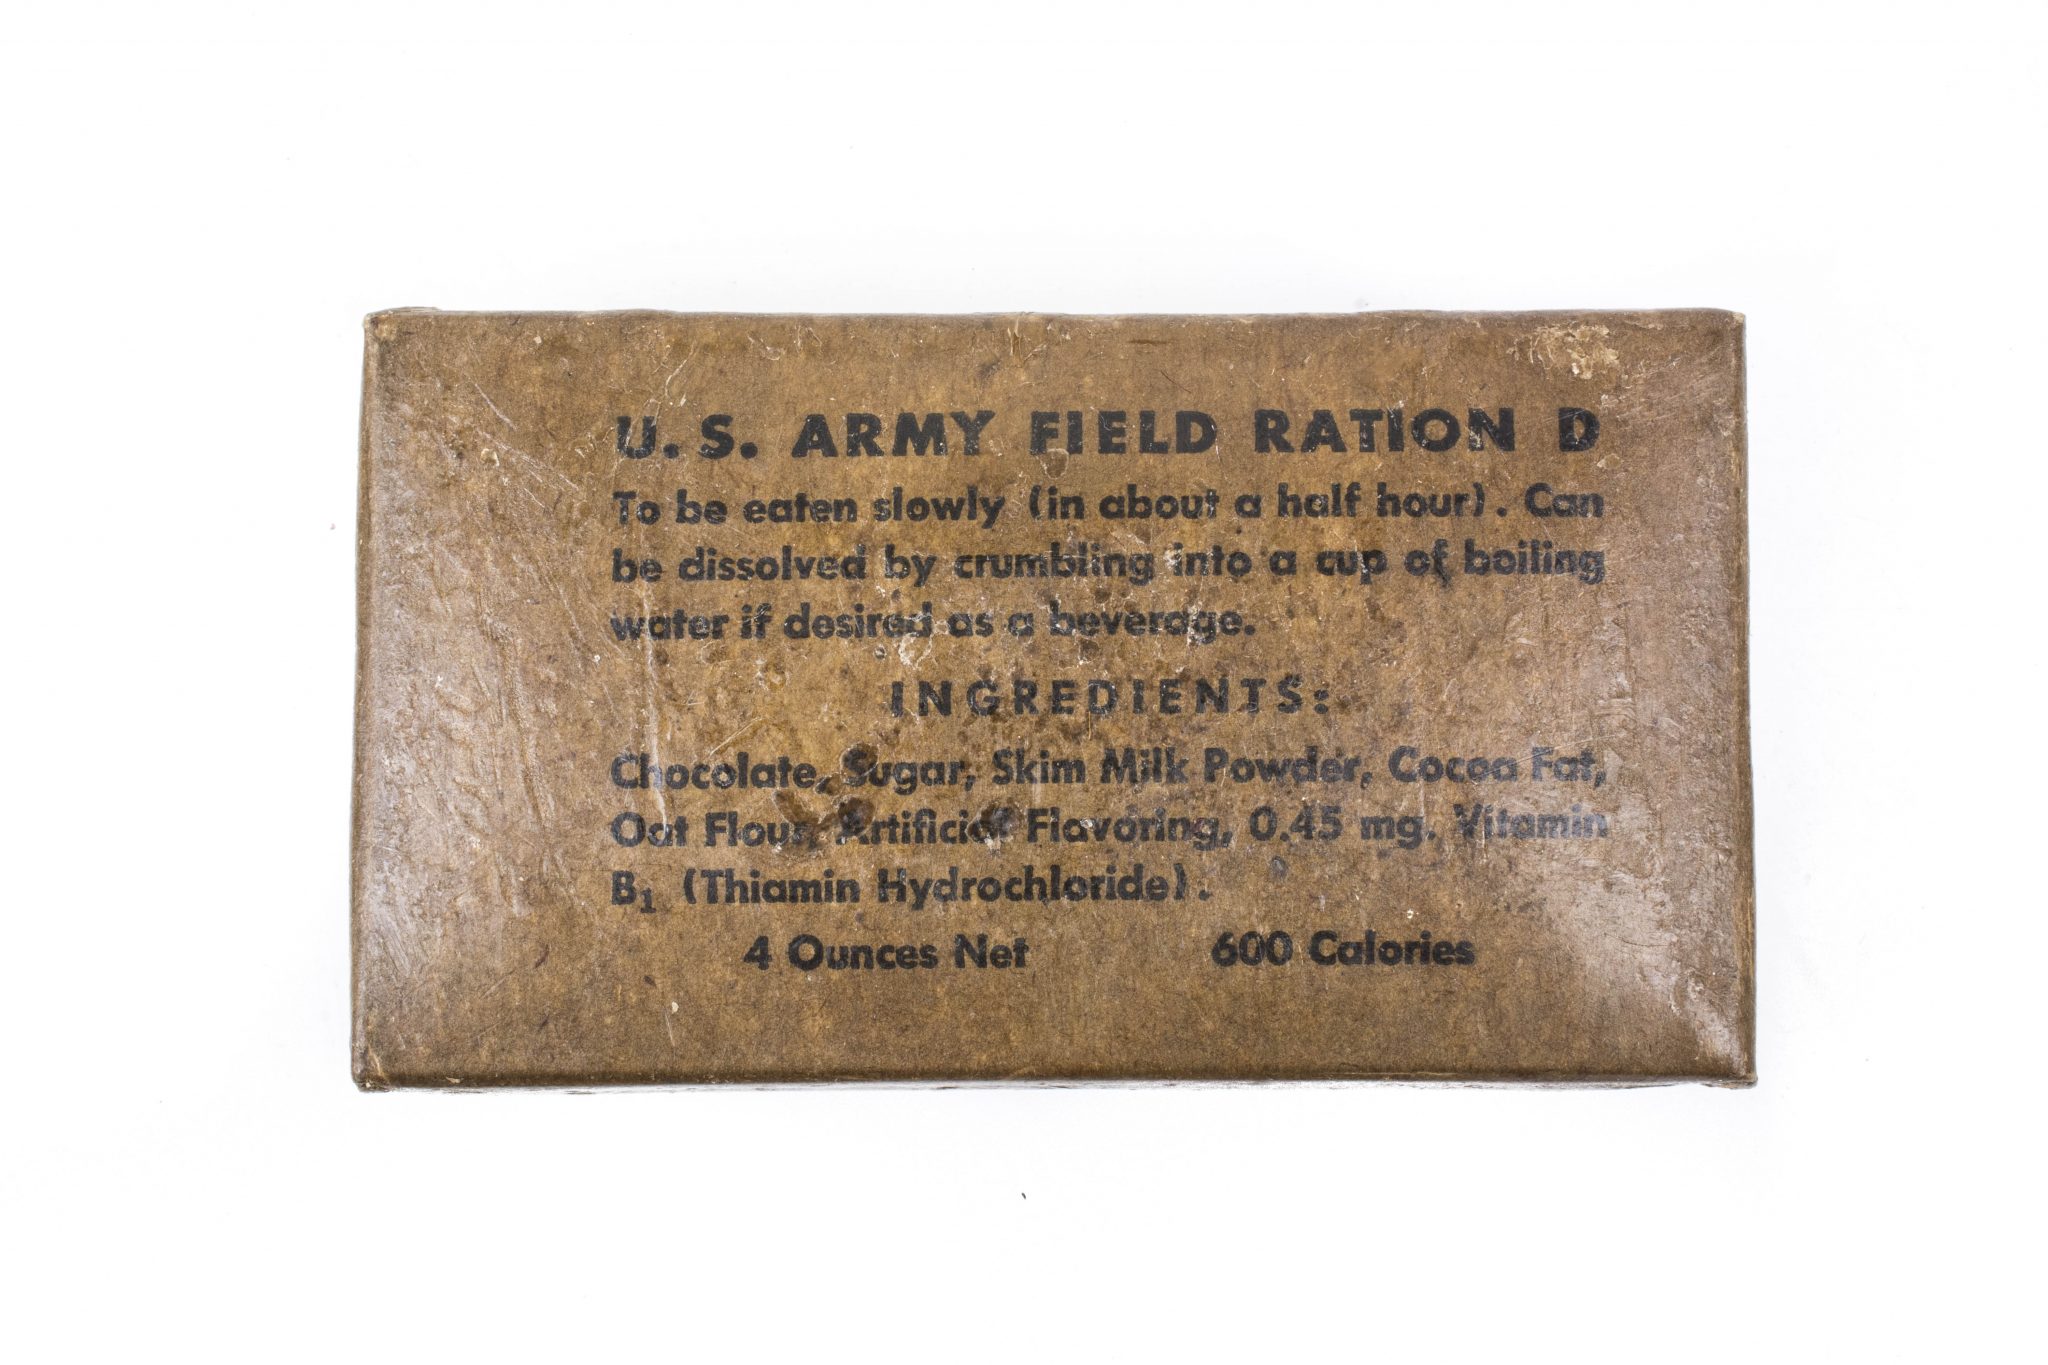 U. S. ARMY FIELD RATION D
To be eaten slowly (in about a half hour). Can
be dissolved by crumbling into a cup of boiling
water if desired as a beverage.
INGREDIENTS:
Chocolate, Sugar, Skim Milk Powder, Cocoa Fat,
Oat Flour, Artificial Flavoring, 0.45 mg. Vitamin
B₁ (Thiamin Hydrochloride).
4 Ounces Net 600 Calories